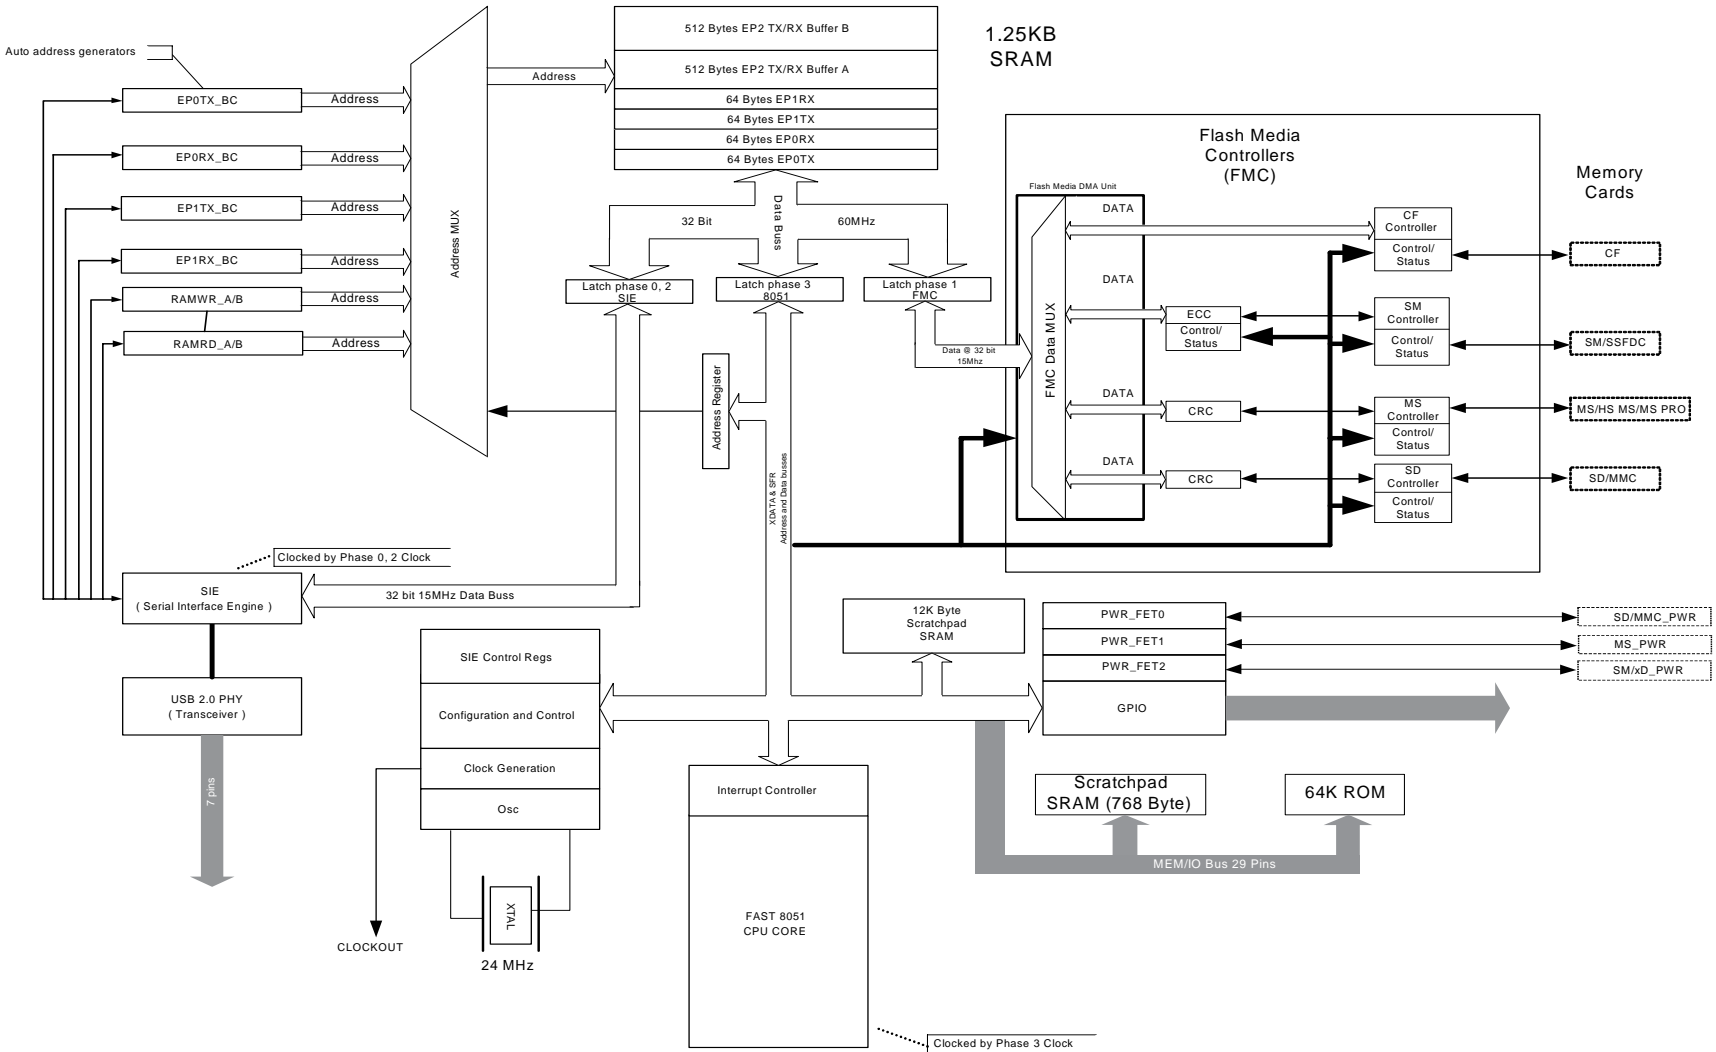 512 Bytes EP2 TX/RX Buffer B
1.25KB
SRAM
Auto address generators
512 Bytes EP2 TX/RX Buffer A
Address
EP0TX_BC
Address
64 Bytes EP1RX
64 Bytes EP1TX
64 Bytes EP0RX
64 Bytes EP0TX
EP0RX_BC
Address
EP1TX_BC
Address
EP1RX_BC
Address
RAMWR_A/B
Address
RAMRD_A/B
Address
Address MUX
32 Bit
Data Buss
60MHz
Latch phase 0, 2
SIE
Latch phase 3
8051
Latch phase 1
FMC
Data @ 32 bit
15Mhz
Address Register
XDATA & SFR
Address and Data busses
Flash Media
Controllers
(FMC)
Flash Media DMA Unit
FMC Data MUX
DATA
DATA
DATA
DATA
CF
Controller
Control/
Status
ECC
Control/
Status
SM
Controller
Control/
Status
CRC
MS
Controller
Control/
Status
CRC
SD
Controller
Control/
Status
Memory
Cards
CF
SM/SSFDC
MS/HS MS/MS PRO
SD/MMC
Clocked by Phase 0, 2 Clock
SIE
( Serial Interface Engine )
32 bit 15MHz Data Buss
USB 2.0 PHY
( Transceiver )
7 pins
SIE Control Regs
Configuration and Control
Clock Generation
Osc
XTAL
24 MHz
CLOCKOUT
12K Byte
Scratchpad
SRAM
PWR_FET0
PWR_FET1
PWR_FET2
GPIO
SD/MMC_PWR
MS_PWR
SM/xD_PWR
Interrupt Controller
FAST 8051
CPU CORE
Scratchpad
SRAM (768 Byte)
64K ROM
MEM/IO Bus 29 Pins
Clocked by Phase 3 Clock